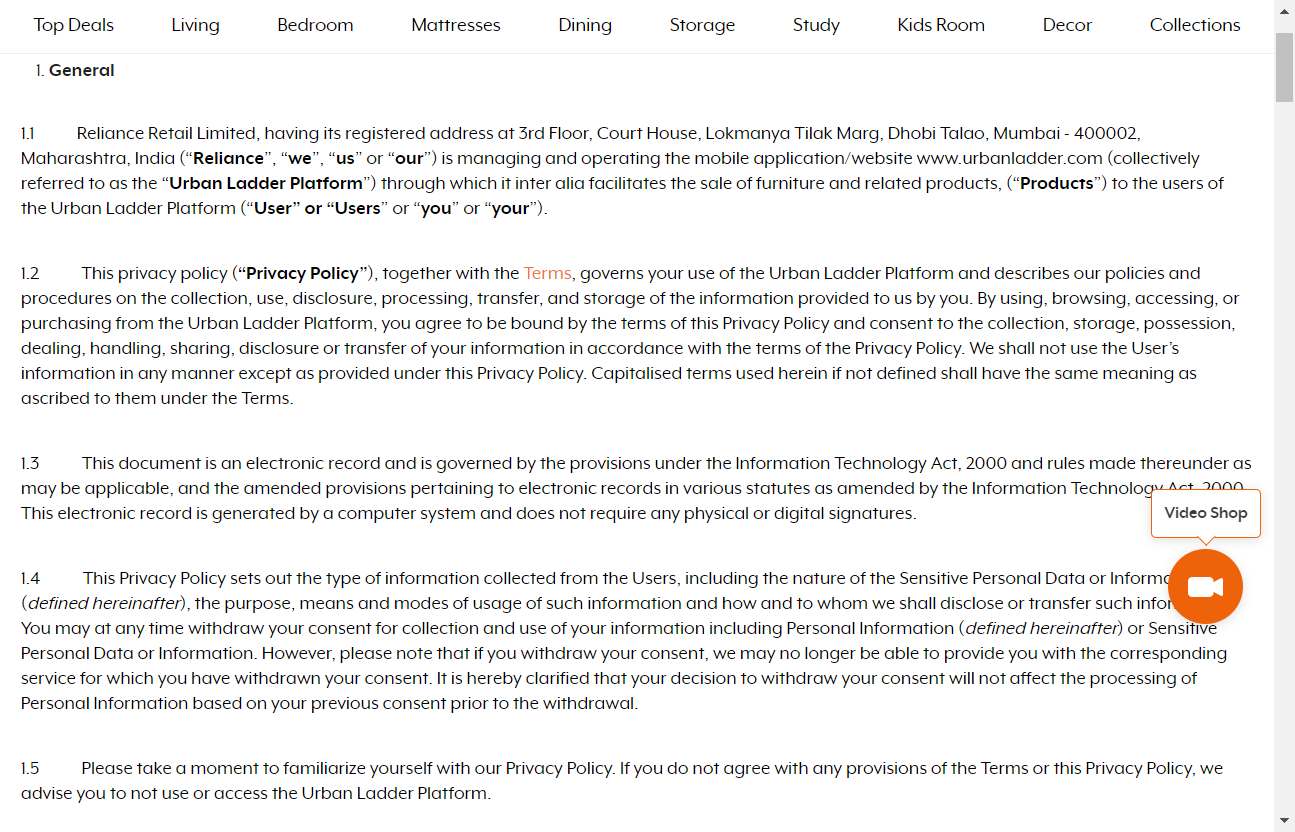 Top Deals Living Bedroom Mattresses Dining Storage Study Kids Room Decor Collections
1. General
1.1 Reliance Retail Limited, having its registered address at 3rd Floor, Court House, Lokmanya Tilak Marg, Dhobi Talao, Mumbai - 400002,
Maharashtra, India (“Reliance”, “we”, “us” or “our”) is managing and operating the mobile application/website www.urbanladder.com (collectively
referred to as the “Urban Ladder Platform”) through which it inter alia facilitates the sale of furniture and related products, (“Products”) to the users of
the Urban Ladder Platform (“User” or “Users” or “you” or “your”).
1.2 This privacy policy (“Privacy Policy”), together with the Terms, governs your use of the Urban Ladder Platform and describes our policies and
procedures on the collection, use, disclosure, processing, transfer, and storage of the information provided to us by you. By using, browsing, accessing, or
purchasing from the Urban Ladder Platform, you agree to be bound by the terms of this Privacy Policy and consent to the collection, storage, possession,
dealing, handling, sharing, disclosure or transfer of your information in accordance with the terms of the Privacy Policy. We shall not use the User’s
information in any manner except as provided under this Privacy Policy. Capitalised terms used herein if not defined shall have the same meaning as
ascribed to them under the Terms.
1.3 This document is an electronic record and is governed by the provisions under the Information Technology Act, 2000 and rules made thereunder as
may be applicable, and the amended provisions pertaining to electronic records in various statutes as amended by the Information Technology Act, 2000.
This electronic record is generated by a computer system and does not require any physical or digital signatures.
Video Shop
1.4 This Privacy Policy sets out the type of information collected from the Users, including the nature of the Sensitive Personal Data or
(defined hereinafter), the purpose, means and modes of usage of such information and how and to whom we shall disclose or transfer such
You may at any time withdraw your consent for collection and use of your information including Personal Information (defined hereinafter) or Sensitive
Personal Data or Information. However, please note that if you withdraw your consent, we may no longer be able to provide you with the corresponding
service for which you have withdrawn your consent. It is hereby clarified that your decision to withdraw your consent will not affect the processing of
Personal Information based on your previous consent prior to the withdrawal.
1.5 Please take a moment to familiarize yourself with our Privacy Policy. If you do not agree with any provisions of the Terms or this Privacy Policy, we
advise you to not use or access the Urban Ladder Platform.